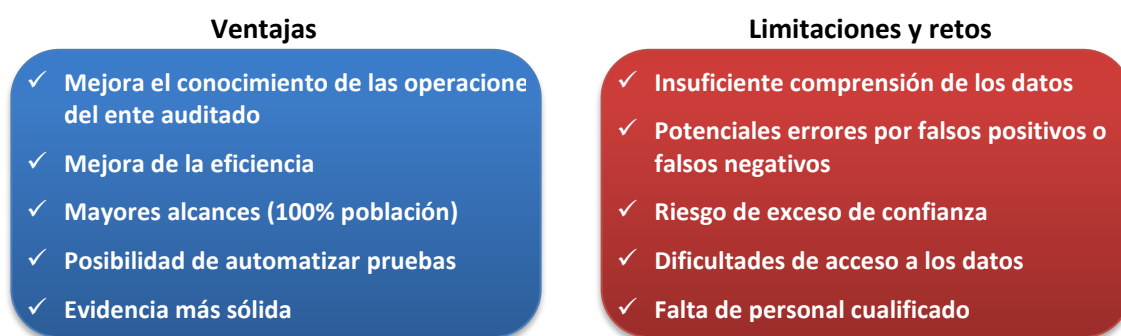 Ventajas
✓ Mejora el conocimiento de las operacione
del ente auditado
✓ Mejora de la eficiencia
✓ Mayores alcances (100% población)
✓ Posibilidad de automatizar pruebas
✓ Evidencia más sólida
Limitaciones y retos
✓ Insuficiente comprensión de los datos
✓ Potenciales errores por falsos positivos o
falsos negativos
✓ Riesgo de exceso de confianza
✓ Dificultades de acceso a los datos
✓ Falta de personal cualificado